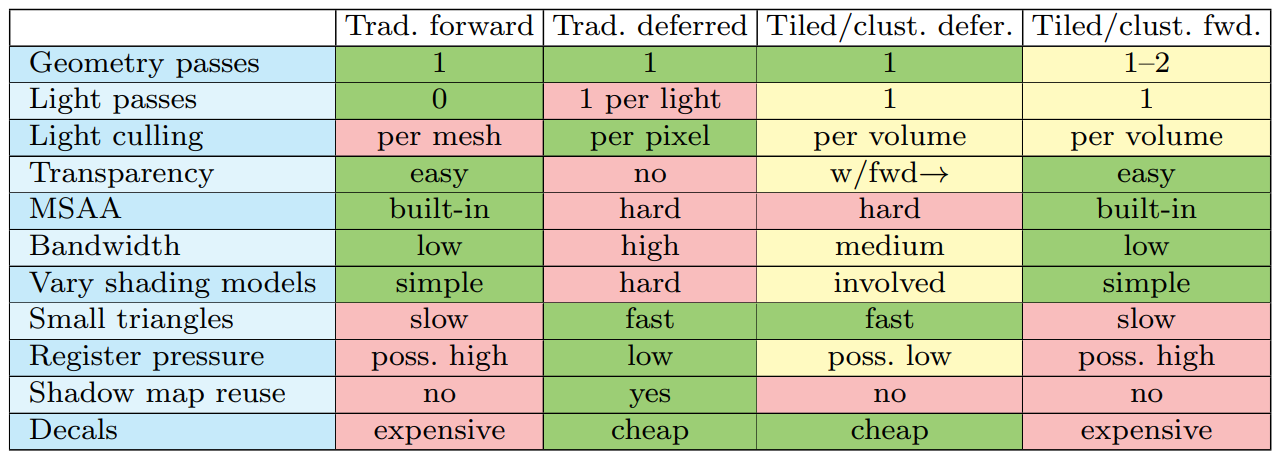 Trad. forward Trad. deferred Tiled/clust. defer. Tiled/clust. fwd.
Geometry passes 1 1 1 1–2
Light passes 0 1 per light 1 1
Light culling per mesh per pixel per volume per volume
Transparency easy no w/fwd→ easy
MSAA built-in hard hard built-in
Bandwidth low high medium low
Vary shading models simple hard involved simple
Small triangles slow fast fast slow
Register pressure poss. high low poss. low poss. high
Shadow map reuse no yes no no
Decals expensive cheap cheap expensive